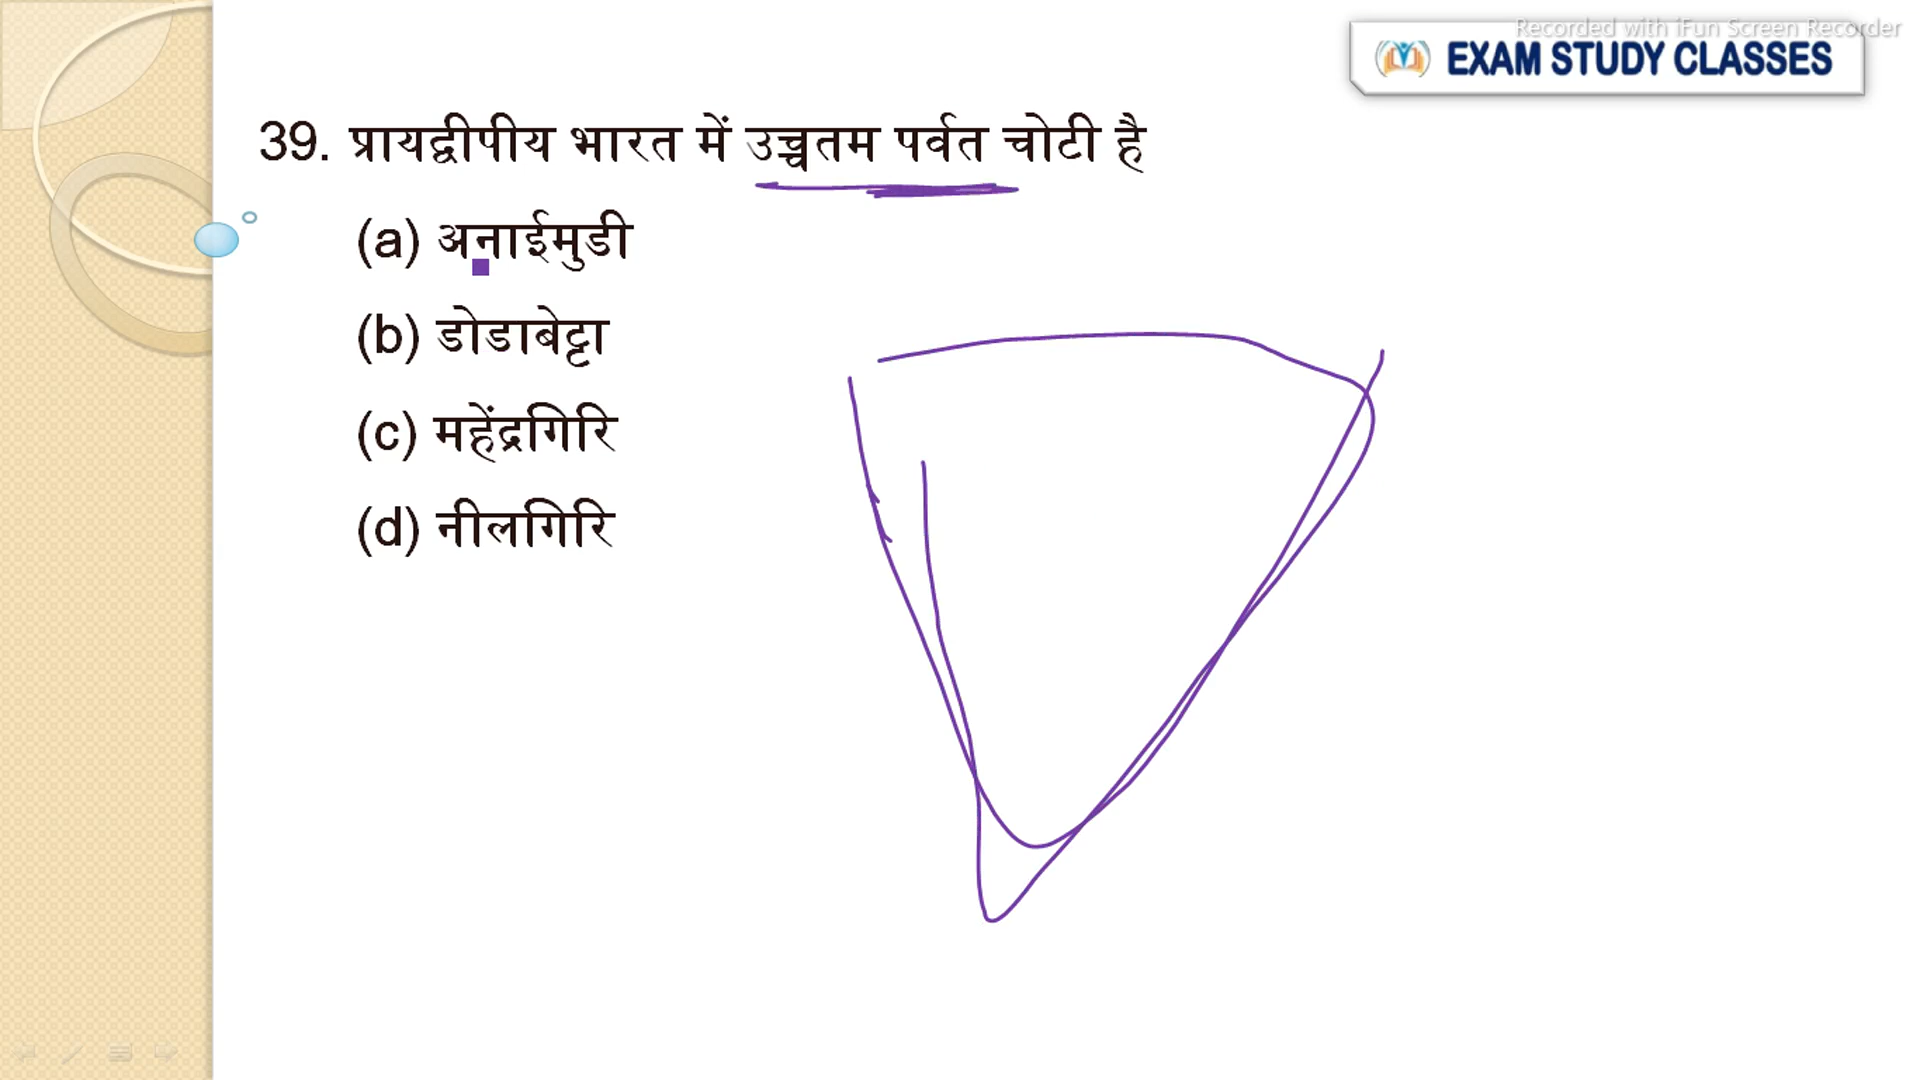 Recorded with iFun Screen Recorder
EXAM STUDY CLASSES
39. प्रायद्वीपीय भारत में उच्चतम पर्वत चोटी है
(a) अनाईमुडी
(b) डोडाबेट्टा
(c) महेंद्रगिरि
(d) नीलगिरि